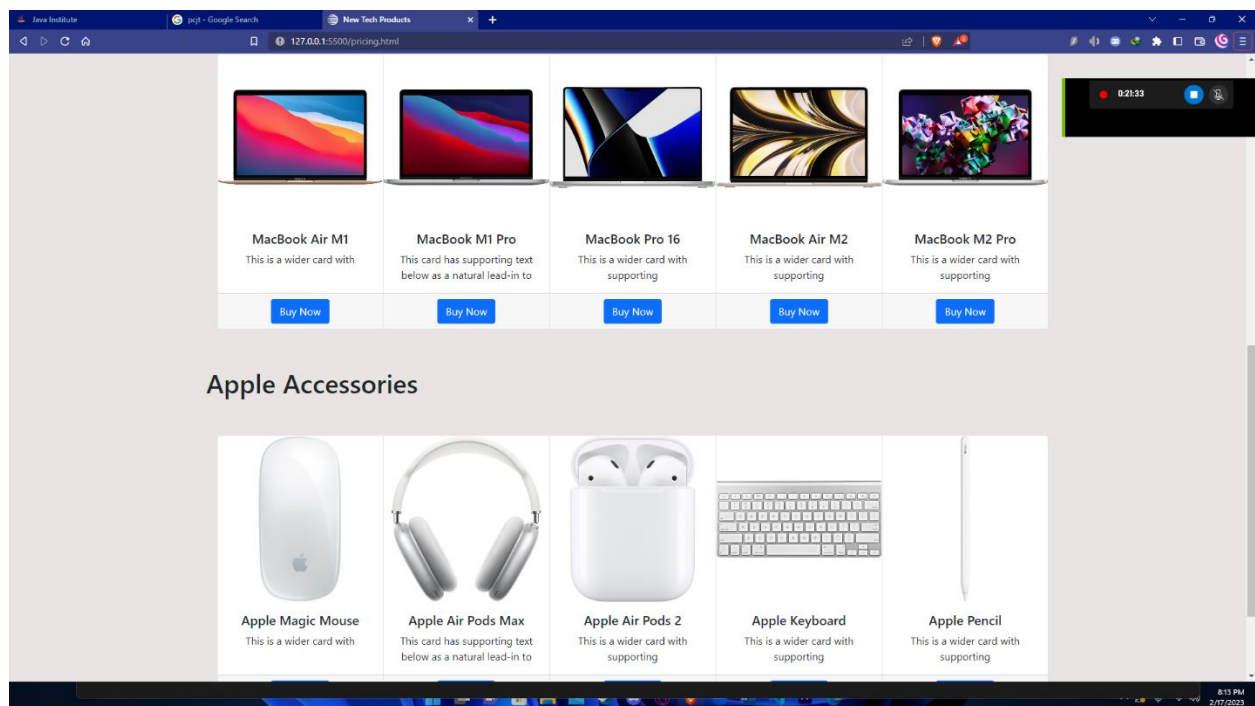 Java Institute
pcjt - Google Search
New Tech Products
127.0.0.1:5500/pricing.html
0:21:33
MacBook Air M1
This is a wider card with
Buy Now
MacBook M1 Pro
This card has supporting text
below as a natural lead-in to
Buy Now
MacBook Pro 16
This is a wider card with
supporting
Buy Now
MacBook Air M2
This is a wider card with
supporting
Buy Now
MacBook M2 Pro
This is a wider card with
supporting
Buy Now
Apple Accessories
Apple Magic Mouse
This is a wider card with
Apple Air Pods Max
This card has supporting text
below as a natural lead-in to
Apple Air Pods 2
This is a wider card with
supporting
Apple Keyboard
This is a wider card with
supporting
Apple Pencil
This is a wider card with
supporting
8:13 PM
2/17/2023